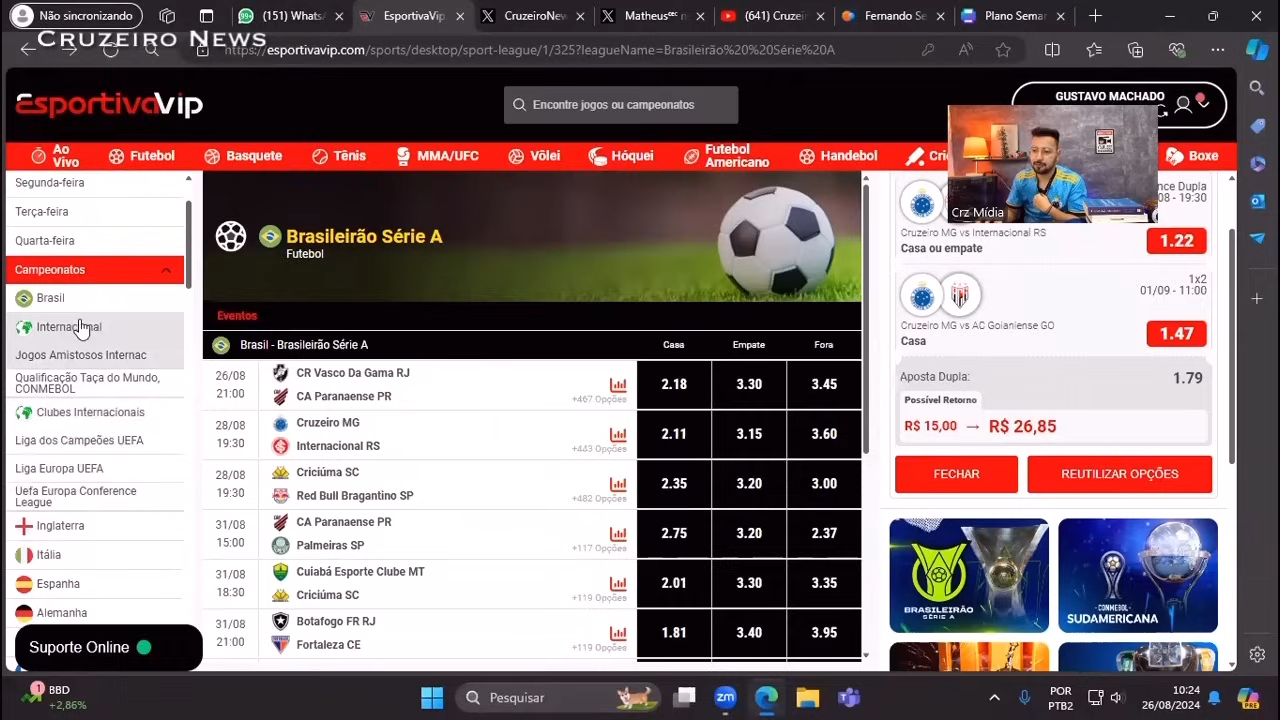 Não sincronizando
(151) WhatsA
EsportivaVip
CruzeiroNew
Matheus
(641) Cruzei
Fernando Se
Plano Semar
CRUZEIRO NEWS
https://esportivavip.com/sports/desktop/sport-league/1/325?leagueName=Brasileirão%20%20Série%20A
EsportivaVip
Encontre jogos ou campeonatos
GUSTAVO MACHADO
Ao Vivo
Futebol
Basquete
Tênis
MMA/UFC
Vôlei
Hóquei
Futebol Americano
Handebol
Cri
Boxe
Segunda-feira
Terça-feira
Quarta-feira
Campeonatos
Brasil
Internacional
Jogos Amistosos Internac
Qualificação Taça do Mundo,
CONMEBOL
Clubes Internacionais
Liga dos Campeões UEFA
Liga Europa UEFA
Uefa Europa Conference
League
Inglaterra
Itália
Espanha
Alemanha
Suporte Online
Brasileirão Série A
Futebol
Eventos
Brasil - Brasileirão Série A Casa Empate Fora
26/08 CR Vasco Da Gama RJ
21:00 CA Paranaense PR +467 Opções 2.18 3.30 3.45
28/08 Cruzeiro MG
19:30 Internacional RS +443 Opções 2.11 3.15 3.60
28/08 Criciúma SC
19:30 Red Bull Bragantino SP +482 Opções 2.35 3.20 3.00
31/08 CA Paranaense PR
15:00 Palmeiras SP +117 Opções 2.75 3.20 2.37
31/08 Cuiabá Esporte Clube MT
18:30 Criciúma SC +119 Opções 2.01 3.30 3.35
31/08 Botafogo FR RJ
21:00 Fortaleza CE +119 Opções 1.81 3.40 3.95
Crz Mídia
nce Dupla
08 - 19:30
Cruzeiro MG vs Internacional RS
Casa ou empate 1.22
1x2
01/09 - 11:00
Cruzeiro MG vs AC Goianiense GO
Casa 1.47
Aposta Dupla: 1.79
Possível Retorno
R$ 15,00 → R$ 26,85
FECHAR
REUTILIZAR OPÇÕES
BRASILEIRÃO
SÉRIE A
CONMEBOL
SUDAMERICANA
1
BBD
+2,86%
Pesquisar
zm
POR
PTB2
10:24
26/08/2024
PRE